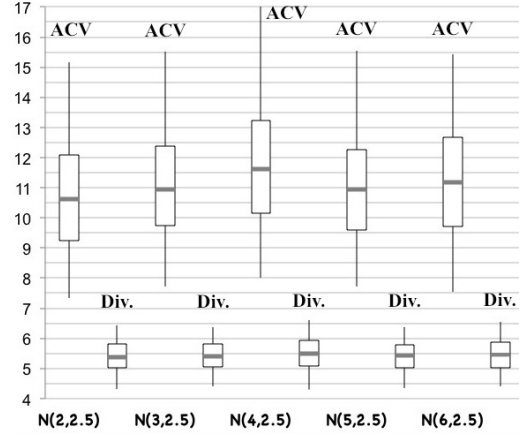 17
ACV
ACV
ACV
ACV
ACV
16
15
14
13
12
11
10
9
8
7
Div.
Div.
Div.
Div.
Div.
6
5
4
N(2,2.5)
N(3,2.5)
N(4,2.5)
N(5,2.5)
N(6,2.5)